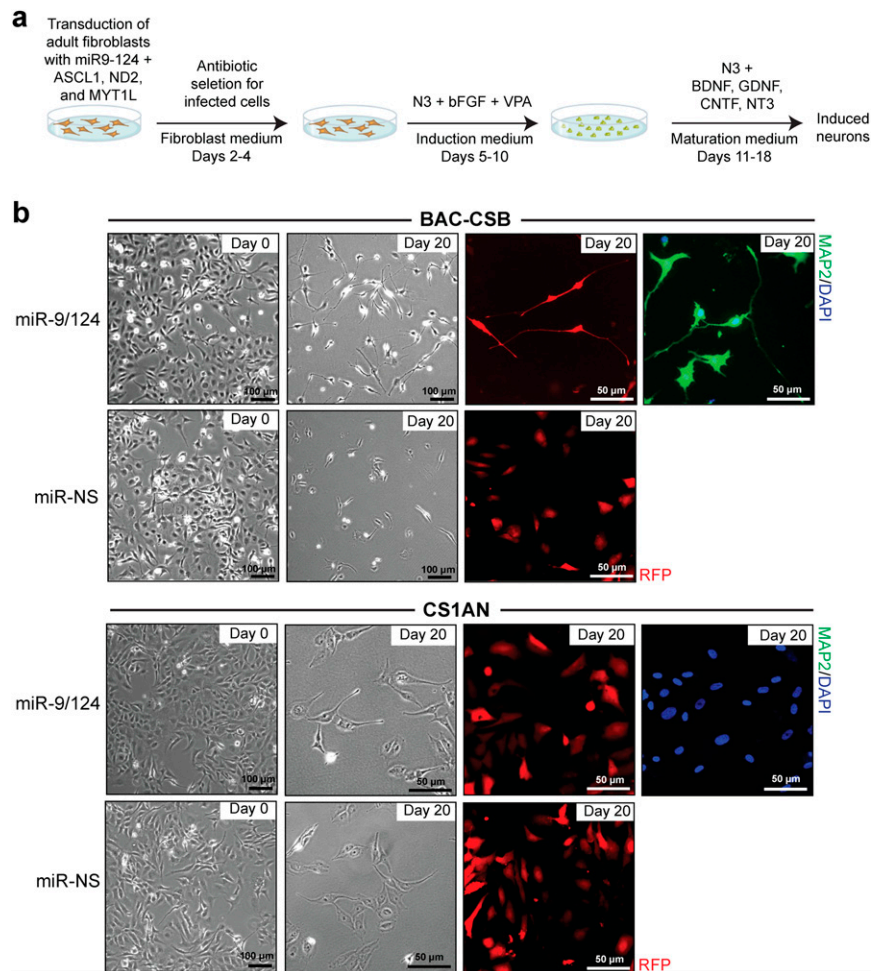 a
Transduction of
adult fibroblasts
with miR9-124 +
ASCL1, ND2,
and MYT1L
Antibiotic
seletion for
infected cells
Fibroblast medium
Days 2-4
N3 + bFGF + VPA
Induction medium
Days 5-10
N3 +
BDNF, GDNF,
CNTF, NT3
Maturation medium
Days 11-18
Induced
neurons
b
BAC-CSB
miR-9/124
Day 0
100 µm
Day 20
100 µm
Day 20
50 µm
Day 20
50 µm
MAP2/DAPI
miR-NS
Day 0
100 µm
Day 20
100 µm
Day 20
50 µm
RFP
CS1AN
miR-9/124
Day 0
100 µm
Day 20
50 µm
Day 20
50 µm
Day 20
50 µm
MAP2/DAPI
miR-NS
Day 0
100 µm
Day 20
50 µm
Day 20
50 µm
RFP